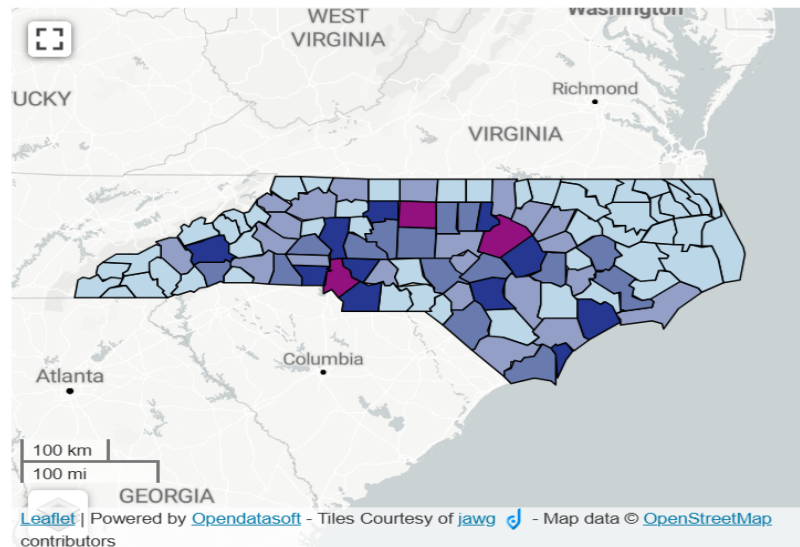 WEST
VIRGINIA
Washington
UCKY
Richmond
VIRGINIA
Columbia
Atlanta
100 km
100 mi
GEORGIA
Leaflet | Powered by Opendatasoft - Tiles Courtesy of jawg - Map data © OpenStreetMap
contributors